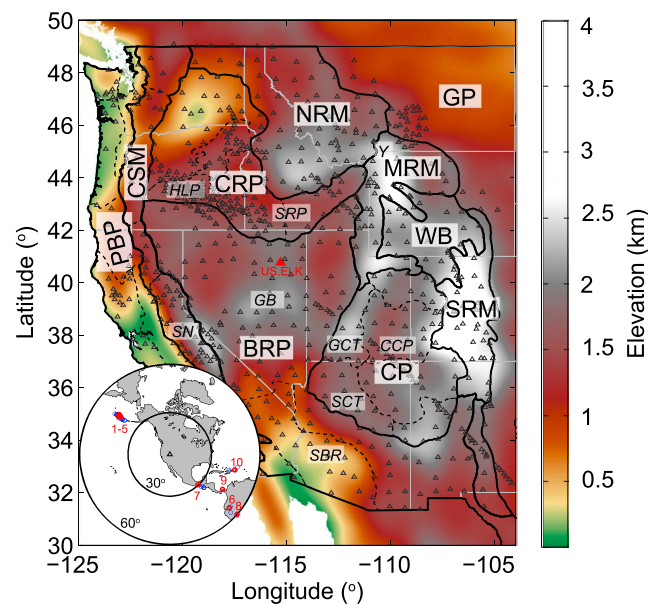 50
48
46
44
42
40
38
36
34
32
30
Latitude (o)
−125
−120
−115
−110
−105
Longitude (o)
GP
NRM
Y
MRM
CSM
HLP
CRP
SRP
PBP
WB
US.ELK
GB
SRM
SN
BRP
GCT
CCP
CP
SCT
SBR
1-5
10
30o
9
7
6
8
60o
4
3.5
3
2.5
2
1.5
1
0.5
Elevation (km)